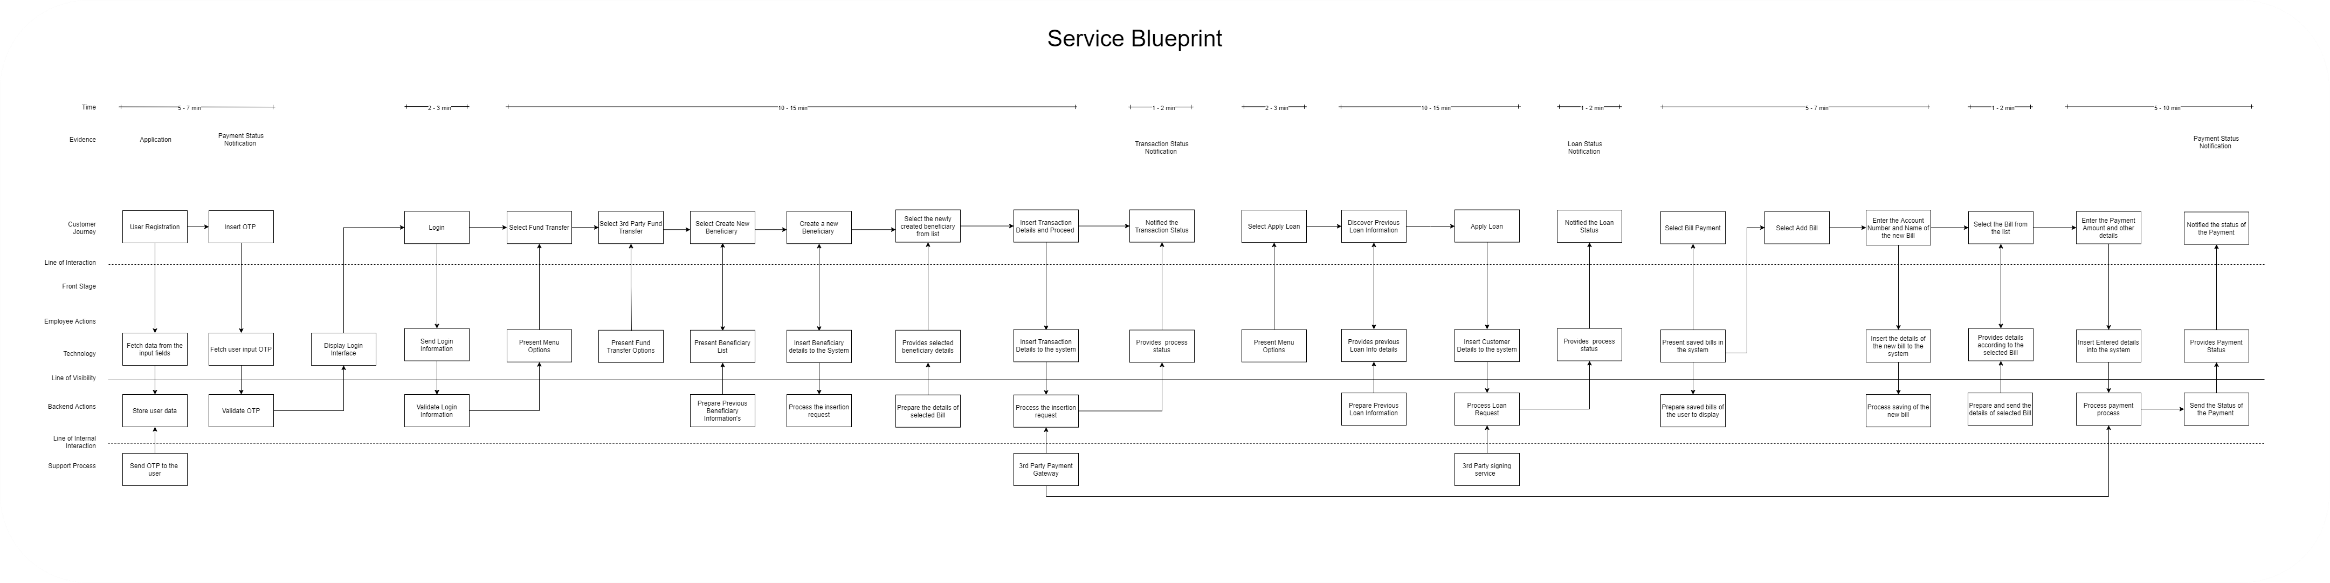 Service Blueprint
Time
5 - 7 min
2 - 3 min
10 - 15 min
1 - 2 min
2 - 3 min
10 - 15 min
1 - 2 min
5 - 7 min
1 - 2 min
5 - 10 min
Evidence
Application
Payment Status
Notification
Transaction Status
Notification
Loan Status
Notification
Payment Status
Notification
Customer
Journey
User Registration
Insert OTP
Login
Select Fund Transfer
Select 3rd Party Fund
Transfer
Select Create New
Beneficiary
Create a new
Beneficiary
Select the newly
created beneficiary
from list
Insert Transaction
Details and Proceed
Notified the
Transaction Status
Select Apply Loan
Discover Previous
Loan Information
Apply Loan
Notified the Loan
Status
Select Bill Payment
Select Add Bill
Enter the Account
Number and Name of
the new Bill
Select the Bill from
the list
Enter the Payment
Amount and other
details
Notified the status of
the Payment
Line of Interaction
Front Stage
Employee Actions
Technology
Fetch data from the
input fields
Fetch user input OTP
Display Login
Interface
Send Login
Information
Present Menu
Options
Present Fund
Transfer Options
Present Beneficiary
List
Insert Beneficiary
details to the System
Provides selected
beneficiary details
Insert Transaction
Details to the system
Provides process
status
Present Menu
Options
Provides previous
Loan Info details
Insert Customer
Details to the system
Provides process
status
Present saved bills in
the system
Insert the details of
the new bill to the
system
Provides details
according to the
selected Bill
Insert Entered details
into the system
Provides Payment
Status
Line of Visibility
Backend Actions
Store user data
Validate OTP
Validate Login
Information
Prepare Previous
Beneficiary
Information's
Process the insertion
request
Prepare the details of
selected Bill
Process the insertion
request
Prepare Previous
Loan Information
Process Loan
Request
Prepare saved bills of
the user to display
Process saving of the
new bill
Prepare and send the
details of selected Bill
Process payment
process
Send the Status of
the Payment
Line of Internal
Interaction
Support Process
Send OTP to the
user
3rd Party Payment
Gateway
3rd Party signing
service